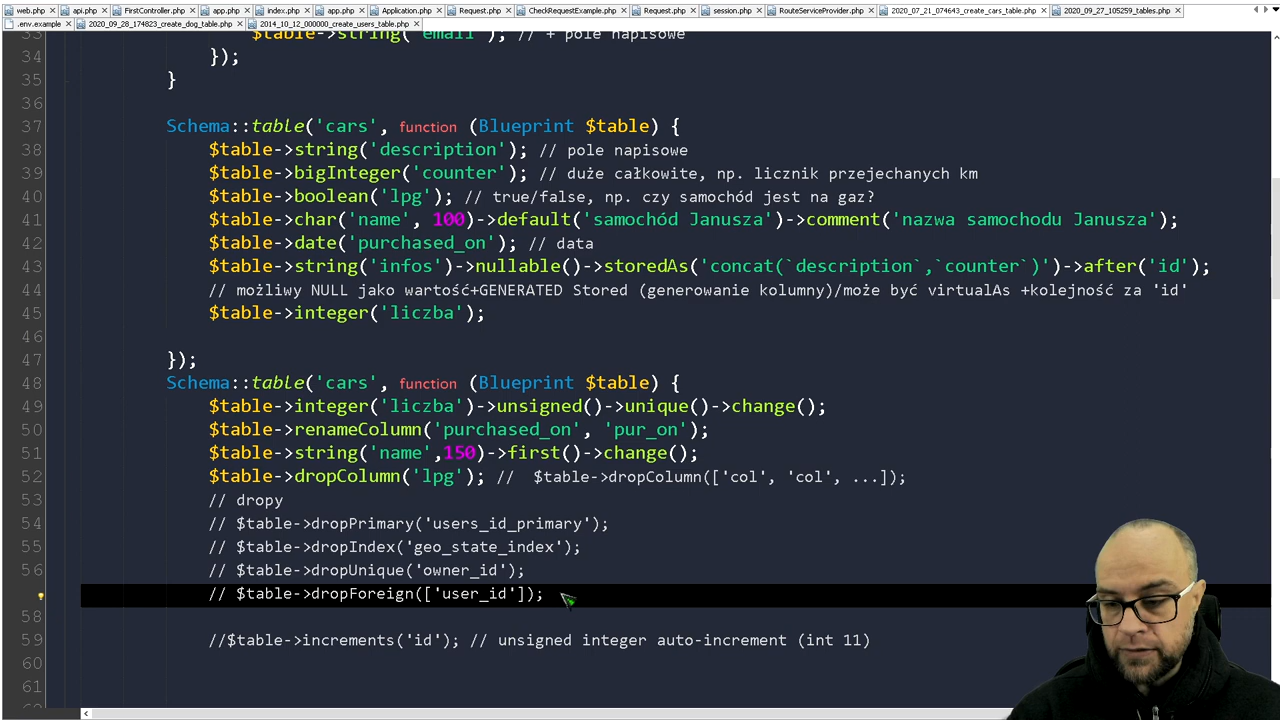 web.php api.php FirstController.php app.php index.php app.php Application.php Request.php CheckRequestExample.php Request.php session.php RouteServiceProvider.php 2020_07_21_074643_create_cars_table.php 2020_09_27_105259_tables.php
.env.example 2020_09_28_174823_create_dog_table.php 2014_10_12_000000_create_users_table.php
33 $table->string('email'); // + pole napisowe
34 });
35 }
36
37 Schema::table('cars', function (Blueprint $table) {
38 $table->string('description'); // pole napisowe
39 $table->bigInteger('counter'); // duże całkowite, np. licznik przejechanych km
40 $table->boolean('lpg'); // true/false, np. czy samochód jest na gaz?
41 $table->char('name', 100)->default('samochód Janusza')->comment('nazwa samochodu Janusza');
42 $table->date('purchased_on'); // data
43 $table->string('infos')->nullable()->storedAs('concat(`description`,`counter`)')->after('id');
44 // możliwy NULL jako wartość+GENERATED Stored (generowanie kolumny)/może być virtualAs +kolejność za 'id'
45 $table->integer('liczba');
46
47 });
48 Schema::table('cars', function (Blueprint $table) {
49 $table->integer('liczba')->unsigned()->unique()->change();
50 $table->renameColumn('purchased_on', 'pur_on');
51 $table->string('name',150)->first()->change();
52 $table->dropColumn('lpg'); // $table->dropColumn(['col', 'col', ...]);
53 // dropy
54 // $table->dropPrimary('users_id_primary');
55 // $table->dropIndex('geo_state_index');
56 // $table->dropUnique('owner_id');
// $table->dropForeign(['user_id']);
58
59 //$table->increments('id'); // unsigned integer auto-increment (int 11)
60
61